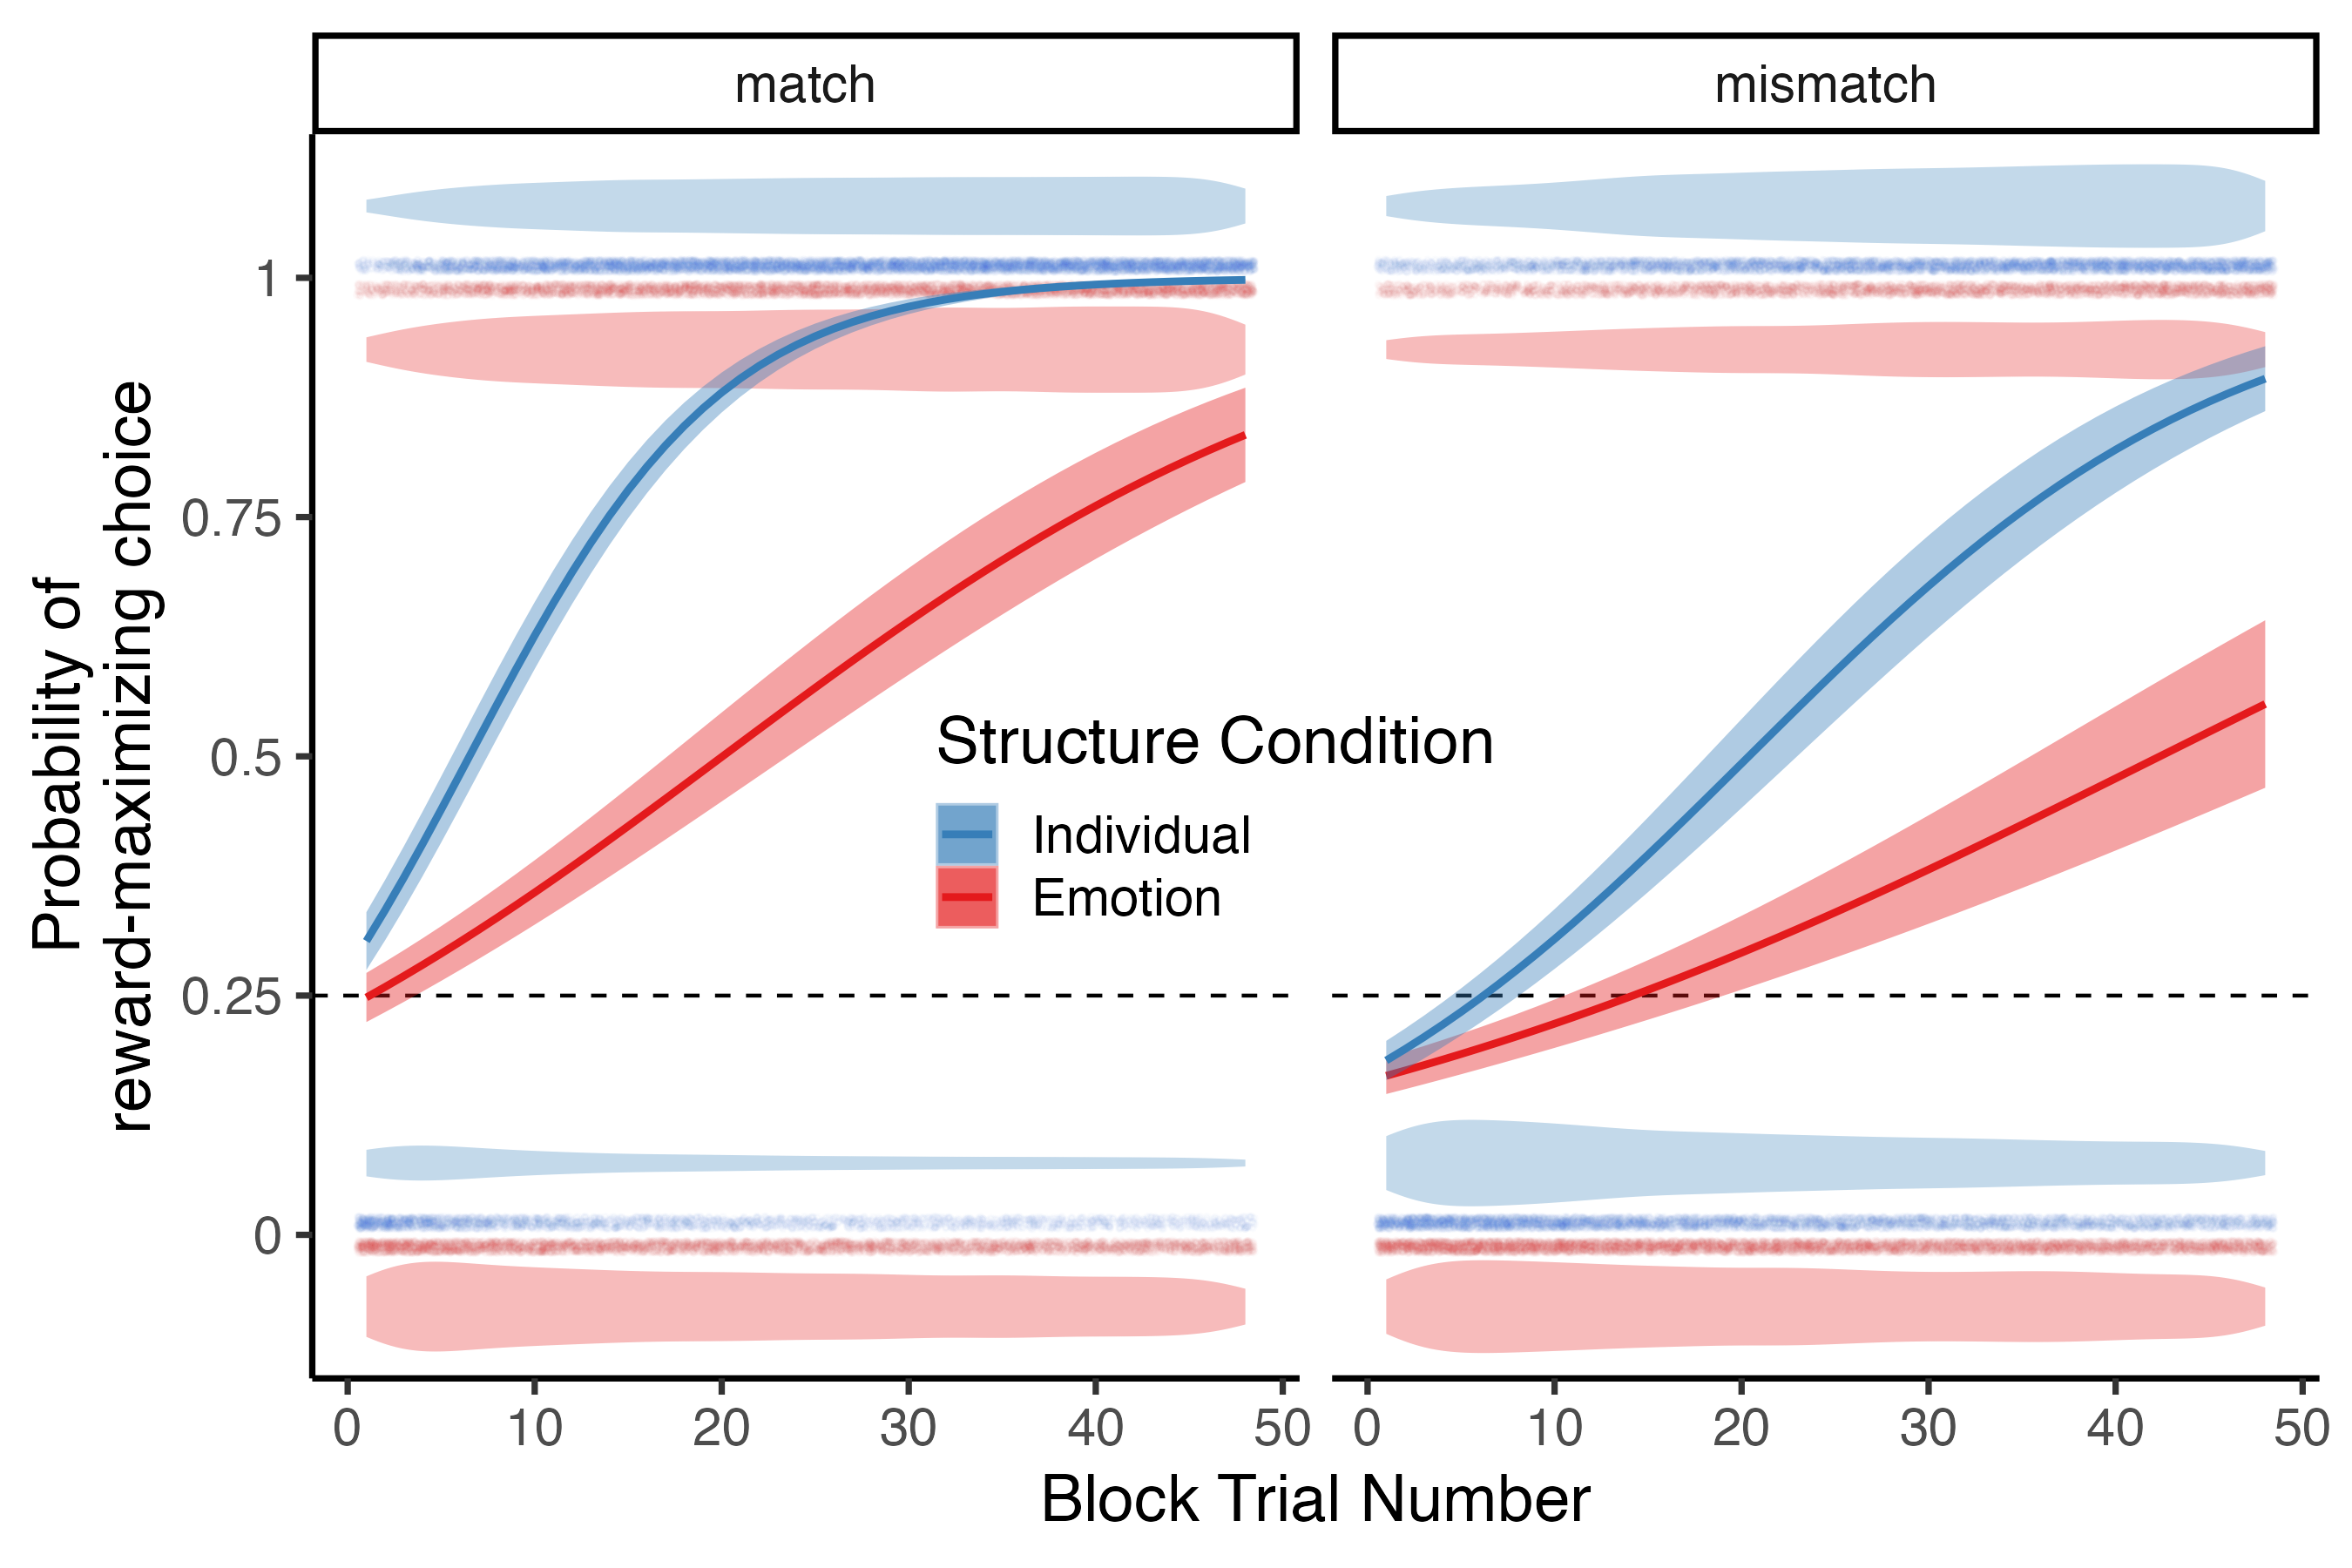 match
mismatch
Probability of
reward-maximizing choice
1
0.75
0.5
0.25
0
Structure Condition
Individual
Emotion
0 10 20 30 40 50
0 10 20 30 40 50
Block Trial Number